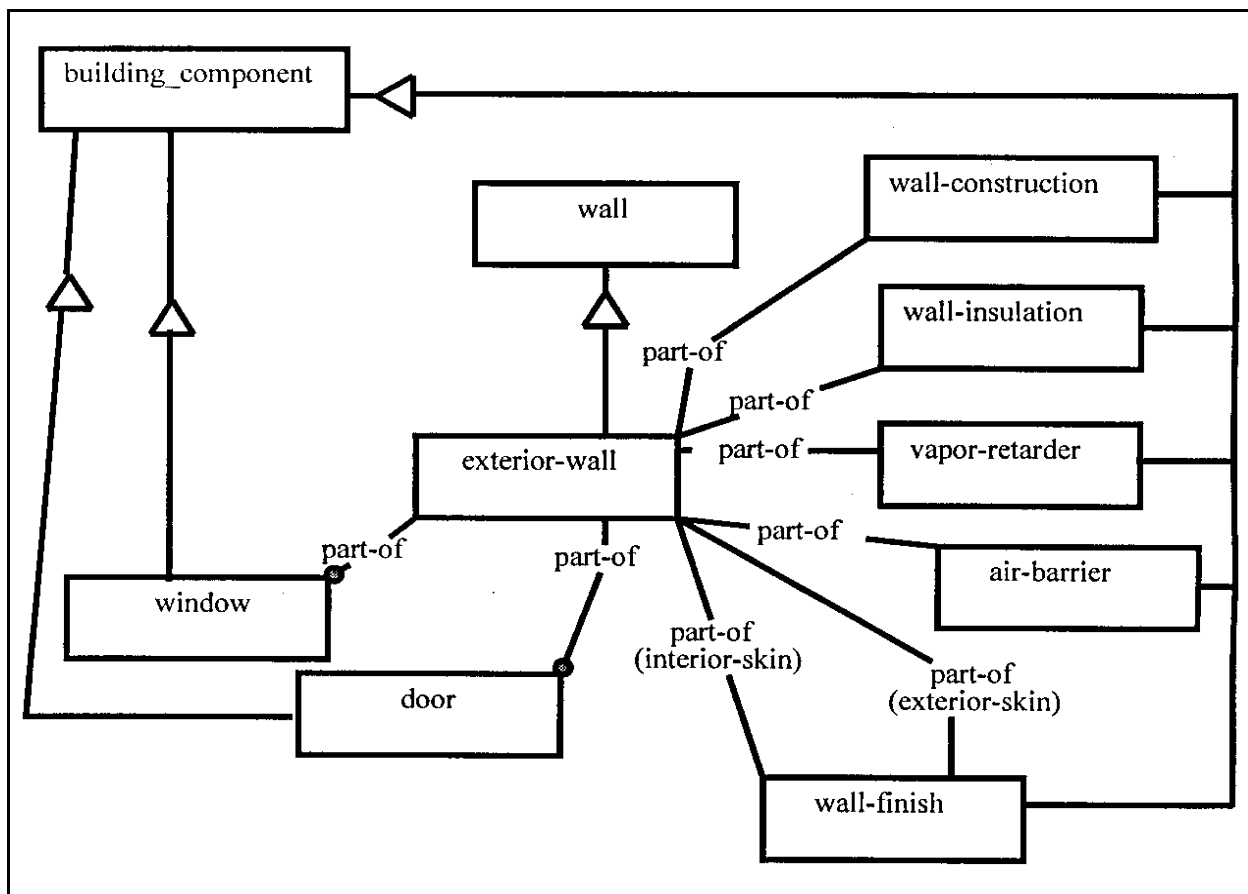 building_component
wall-construction
wall
wall-insulation
part-of
part-of
exterior-wall
part-of
vapor-retarder
part-of
part-of
part-of
air-barrier
window
part-of
(interior-skin)
part-of
(exterior-skin)
door
wall-finish